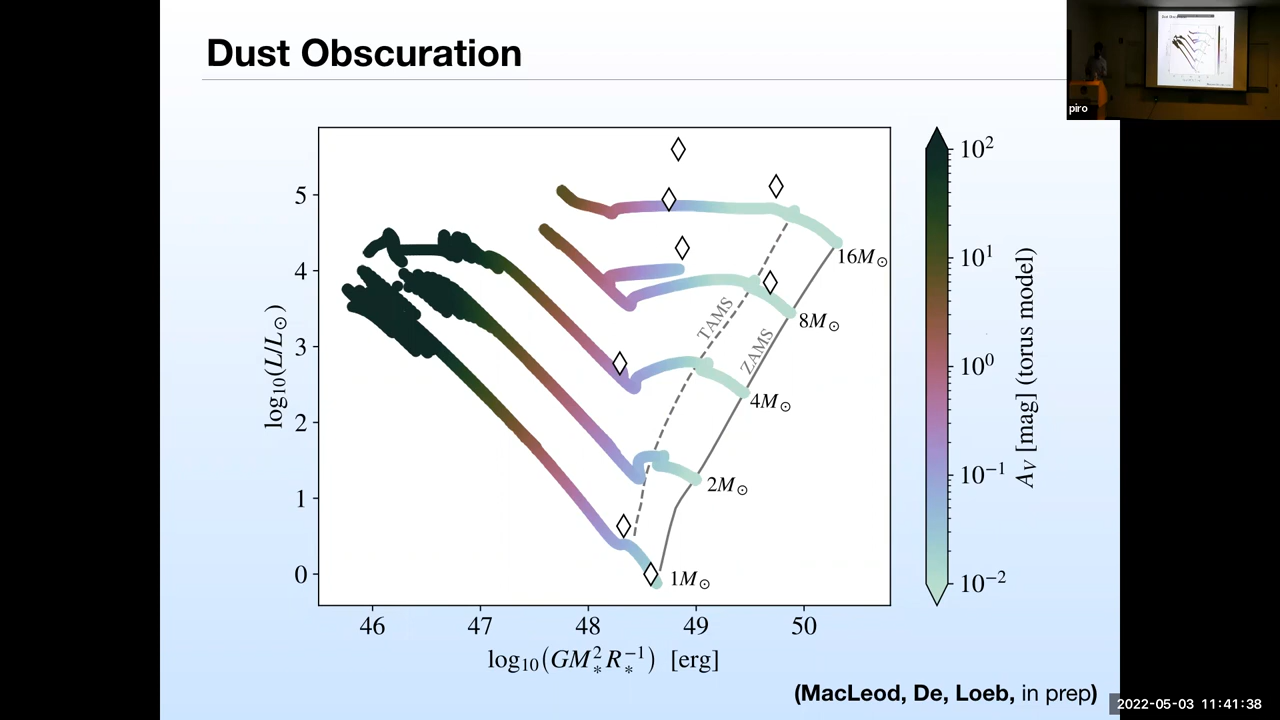 Dust Obscuration
piro
5
4
3
2
1
0
log₁₀(L/L⊙)
46
47
48
49
50
log₁₀(GM²∗R∗⁻¹) [erg]
16M⊙
8M⊙
4M⊙
2M⊙
1M⊙
TAMS
ZAMS
10²
10¹
10⁰
10⁻¹
10⁻²
A_V [mag] (torus model)
(MacLeod, De, Loeb, in prep)
2022-05-03 11:41:38